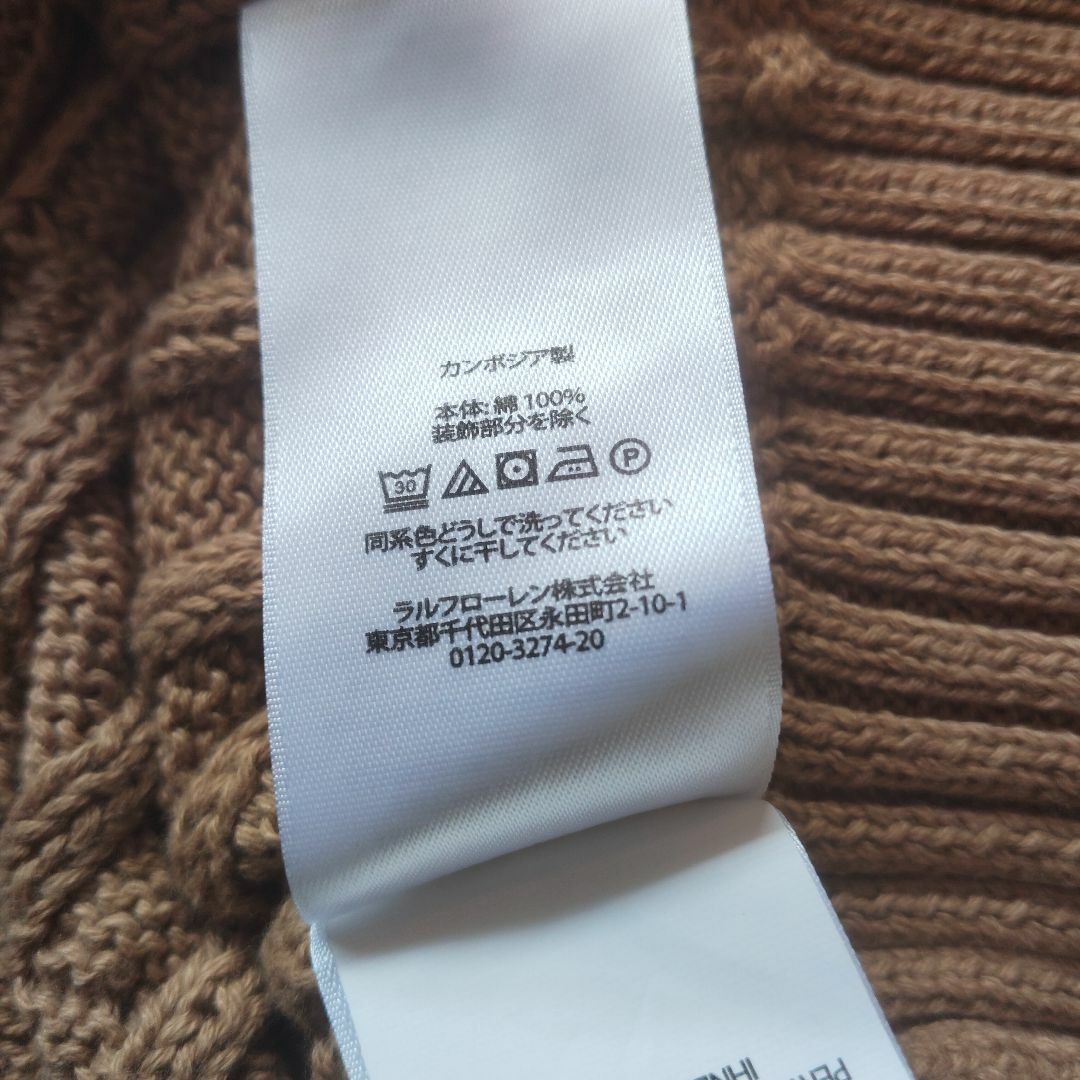 カンボジア製
本体: 綿 100%
装飾部分を除く
30 P
同系色どうしで洗ってください
すぐに干してください
ラルフローレン株式会社
東京都千代田区永田町2-10-1
0120-3274-20